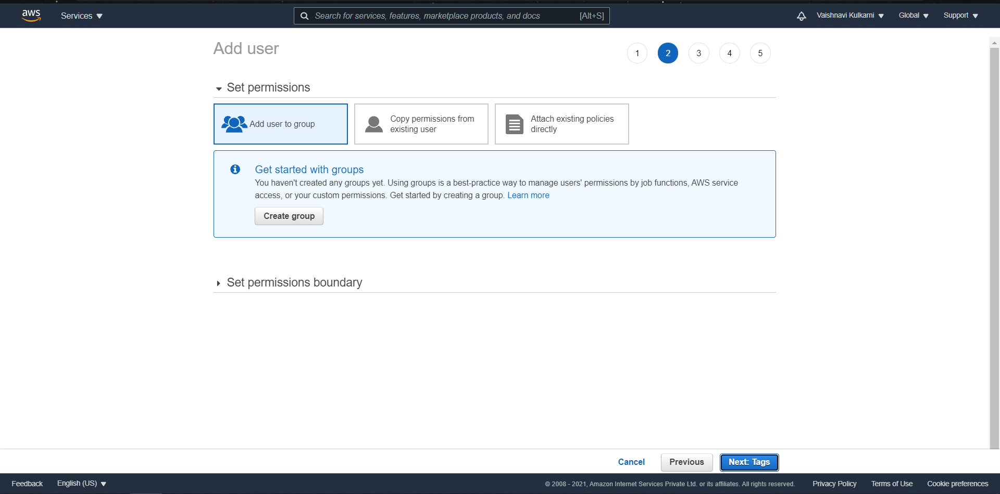 aws Services Search for services, features, marketplace products, and docs [Alt+S] Vaishnavi Kulkarni Global Support
Add user 1 2 3 4 5
Set permissions
Add user to group
Copy permissions from
existing user
Attach existing policies
directly
Get started with groups
You haven't created any groups yet. Using groups is a best-practice way to manage users' permissions by job functions, AWS service
access, or your custom permissions. Get started by creating a group. Learn more
Create group
Set permissions boundary
Cancel Previous Next: Tags
Feedback English (US) © 2008 - 2021, Amazon Internet Services Private Ltd. or its affiliates. All rights reserved. Privacy Policy Terms of Use Cookie preferences